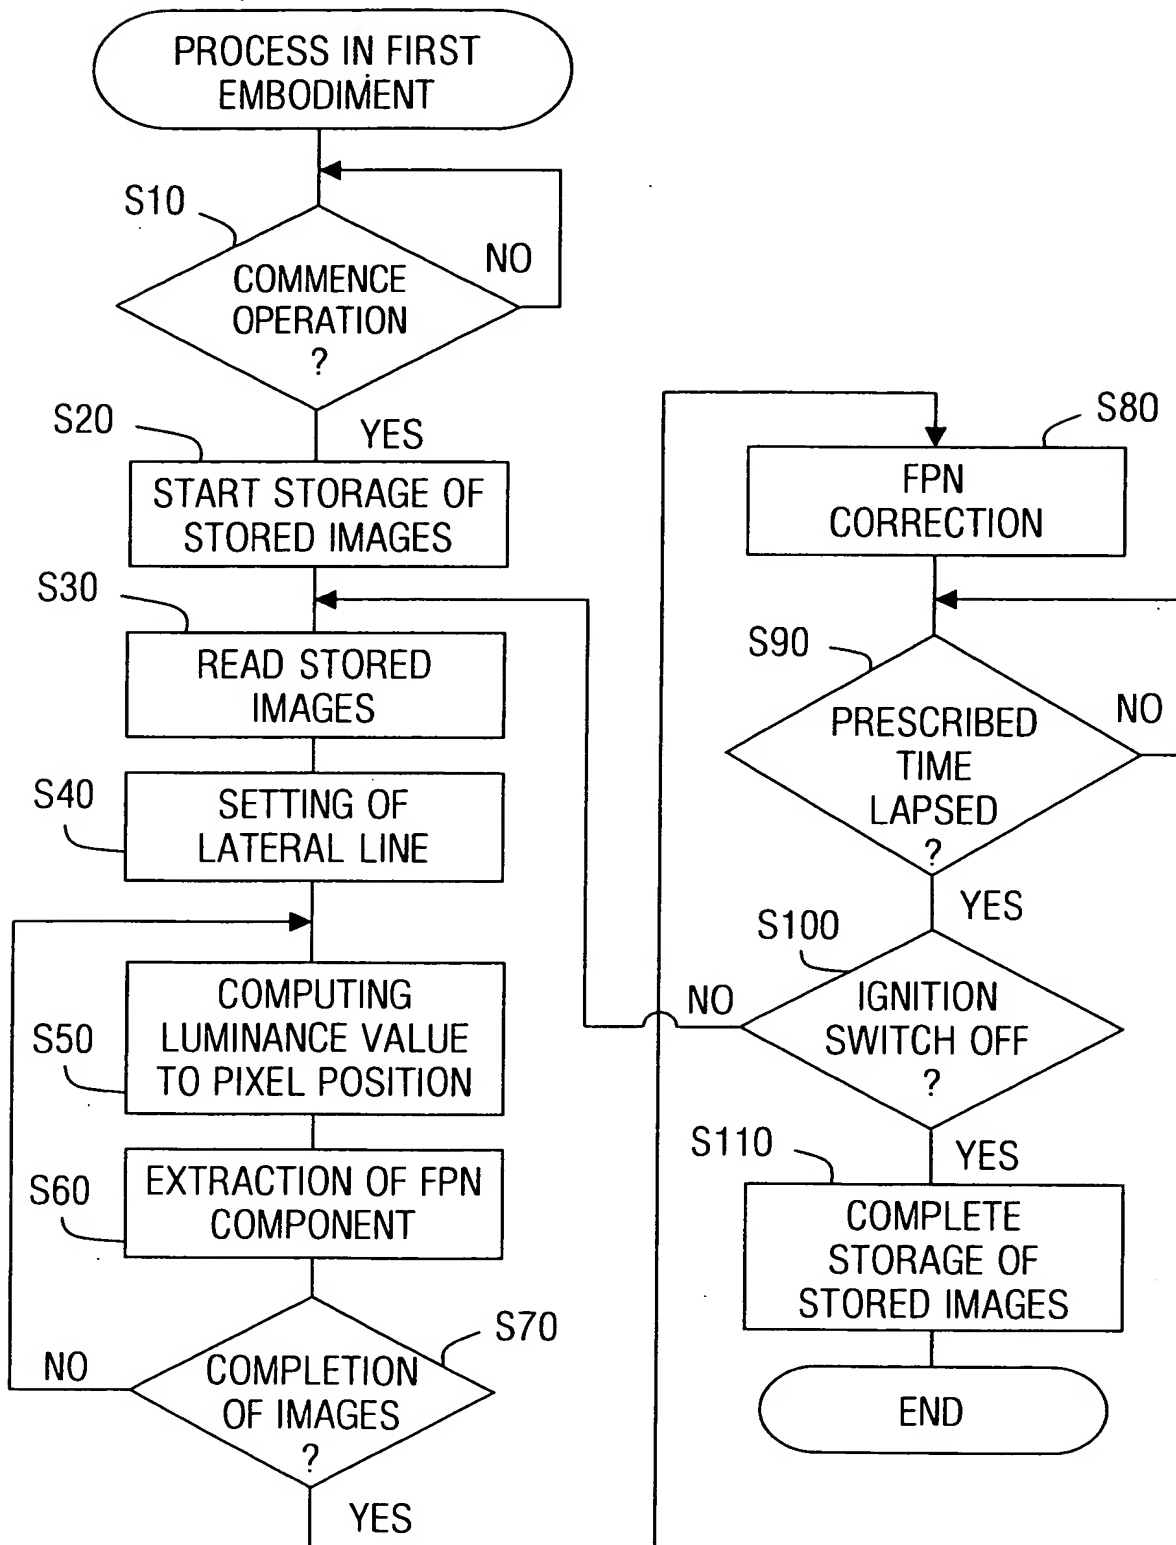 PROCESS IN FIRST
EMBODIMENT
S10
COMMENCE
OPERATION
?
NO
YES
S20
START STORAGE OF
STORED IMAGES
S30
READ STORED
IMAGES
S40
SETTING OF
LATERAL LINE
S50
COMPUTING
LUMINANCE VALUE
TO PIXEL POSITION
S60
EXTRACTION OF FPN
COMPONENT
S70
COMPLETION
OF IMAGES
?
NO
YES
S80
FPN
CORRECTION
S90
PRESCRIBED
TIME
LAPSED
?
NO
YES
S100
IGNITION
SWITCH OFF
?
NO
YES
S110
COMPLETE
STORAGE OF
STORED IMAGES
END